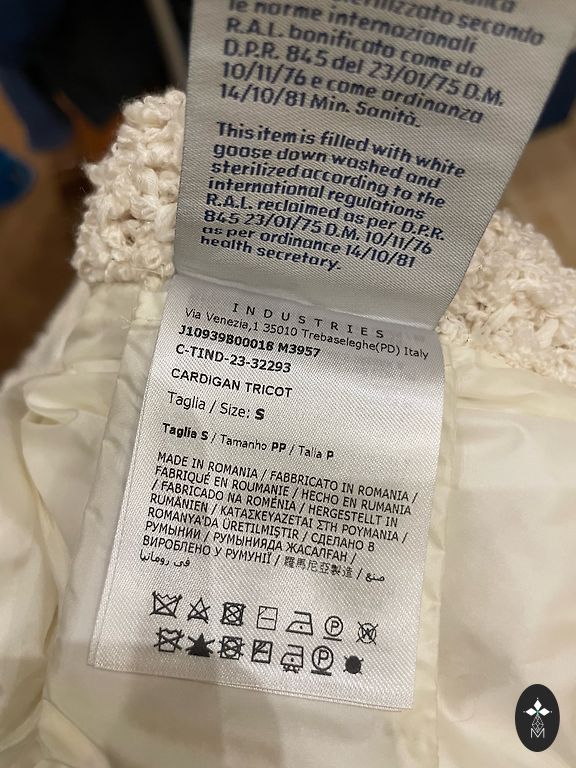 sterilizzato secondo
le norme internazionali
R.A.L. bonificato come da
D.P.R. 845 del 23/01/75 D.M.
10/11/76 e come ordinanza
14/10/81 Min. Sanità.
This item is filled with white
goose down washed and
sterilized according to the
international regulations
R.A.L. reclaimed as per D.P.R.
845 23/01/75 D.M. 10/11/76
as per ordinance 14/10/81
health secretary.
INDUSTRIES
Via Venezia,1 35010 Trebaseleghe(PD) Italy
J10939B00018 M3957
C-TIND-23-32293
CARDIGAN TRICOT
Taglia / Size: S
Taglia S / Tamanho PP / Talla P
MADE IN ROMANIA / FABBRICATO IN ROMANIA /
FABRIQUÉ EN ROUMANIE / HECHO EN RUMANIA
/ FABRICADO NA ROMÉNIA / HERGESTELLT IN
RUMÄNIEN / ΚΑΤΑΣΚΕΥΑΖΕΤΑΙ ΣΤΗ ΡΟΥΜΑΝΙΑ /
ROMANYA'DA ÜRETILMIŞTIR / СДЕЛАНО В
РУМЫНИИ / РУМЫНИЯДА ЖАСАЛҒАН /
ВИРОБЛЕНО У РУМУНІЇ / 羅馬尼亞製造 / صنع
في رومانيا
P
W
P
M